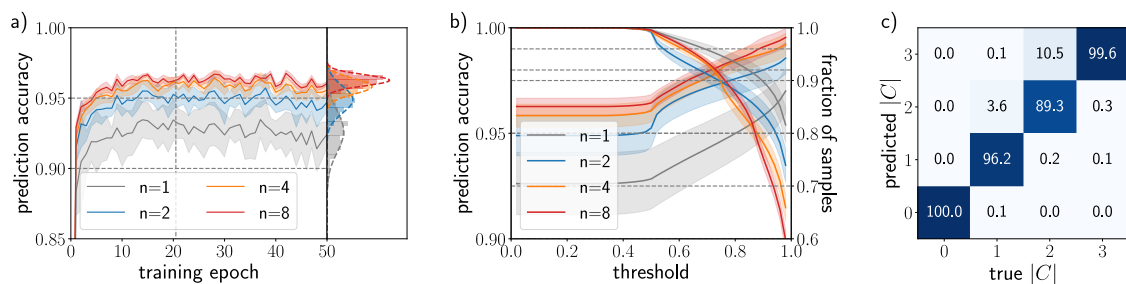 a)
prediction accuracy
1.00
0.95
0.90
0.85
0 10 20 30 40 50
training epoch
n=1
n=2
n=4
n=8
b)
prediction accuracy
1.00
0.95
0.90
0.0 0.2 0.4 0.6 0.8 1.0
threshold
n=1
n=2
n=4
n=8
1.0
0.9
0.8
0.7
0.6
fraction of samples
c)
predicted |C|
3 0.0 0.1 10.5 99.6
2 0.0 3.6 89.3 0.3
1 0.0 96.2 0.2 0.1
0 100.0 0.1 0.0 0.0
0 1 2 3
true |C|